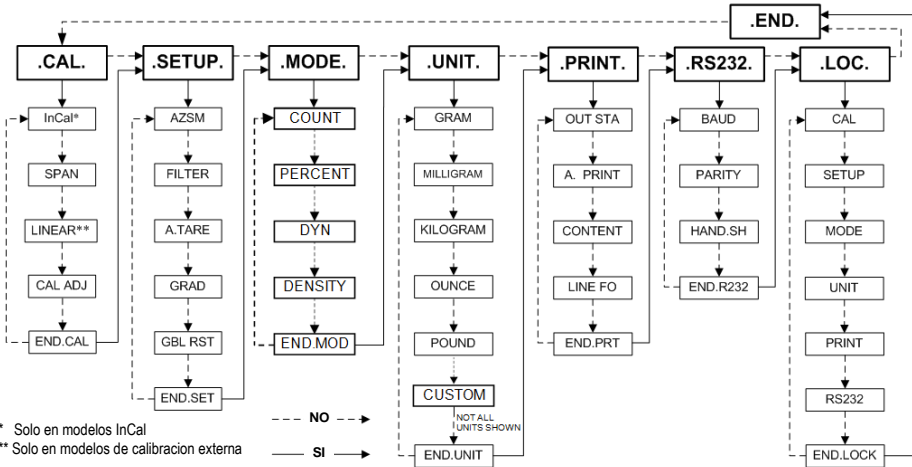 .END.
.CAL.
InCal*
SPAN
LINEAR**
CAL ADJ
END.CAL
.SETUP.
AZSM
FILTER
A.TARE
GRAD
GBL RST
END.SET
.MODE.
COUNT
PERCENT
DYN
DENSITY
END.MOD
.UNIT.
GRAM
MILLIGRAM
KILOGRAM
OUNCE
POUND
CUSTOM
NOT ALL
UNITS SHOWN
END.UNIT
.PRINT.
OUT STA
A. PRINT
CONTENT
LINE FO
END.PRT
.RS232.
BAUD
PARITY
HAND.SH
END.R232
.LOC.
CAL
SETUP
MODE
UNIT
PRINT
RS232
END.LOCK
NO
SI
* Solo en modelos InCal
** Solo en modelos de calibracion externa